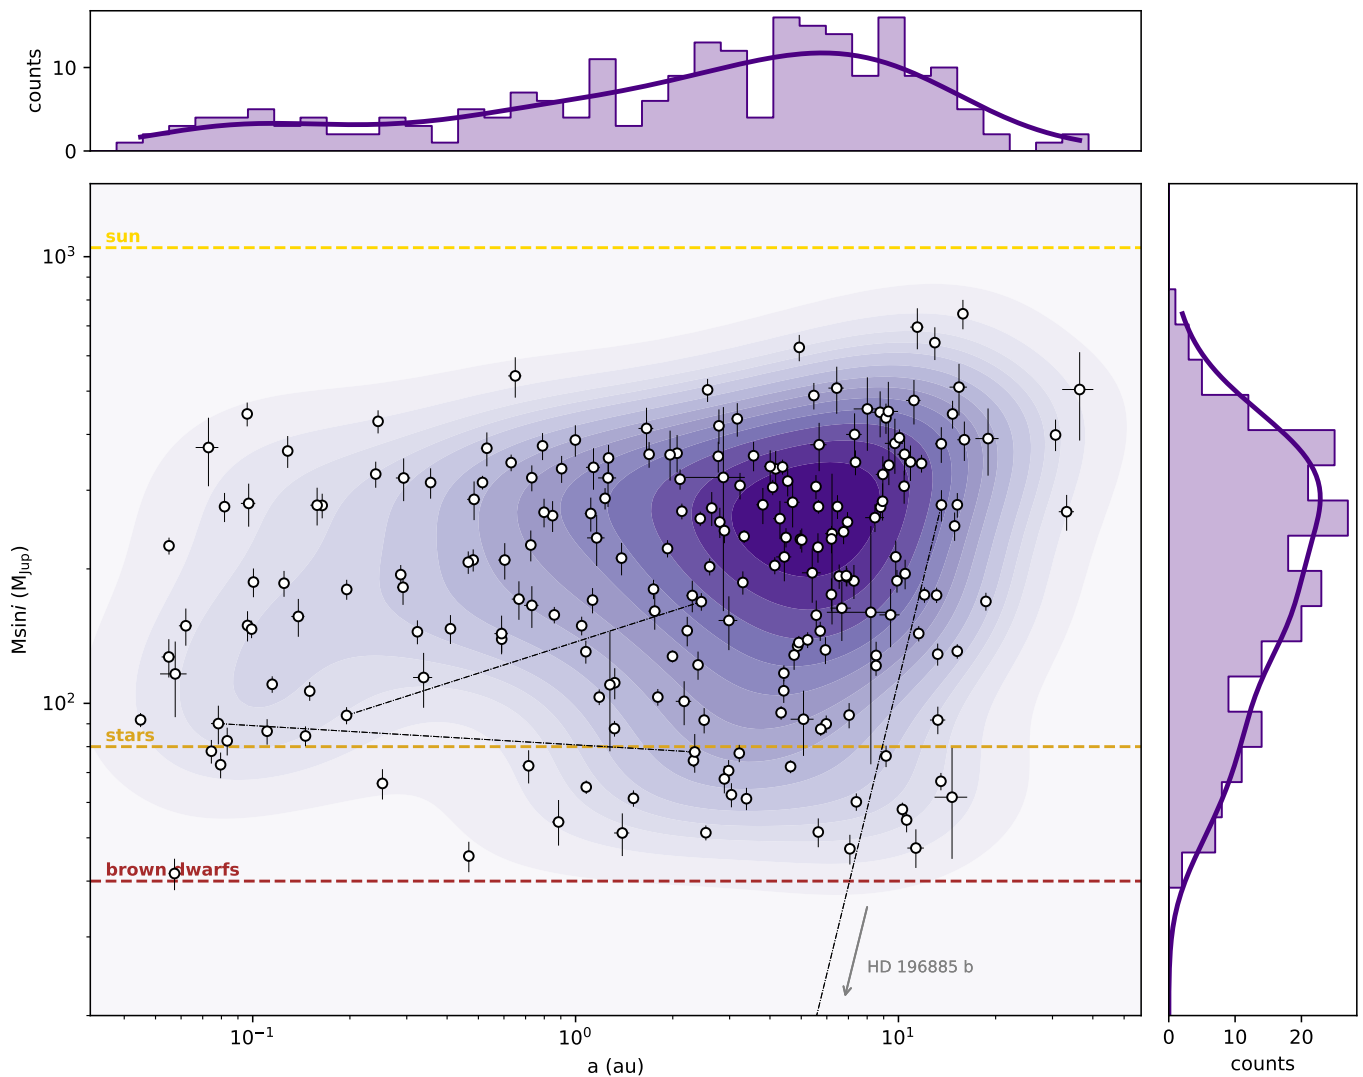 counts
10
0
sun
10³
Msini (M_Jup)
10²
stars
brown dwarfs
HD 196885 b
10⁻¹
10⁰
10¹
a (au)
0
10
20
counts